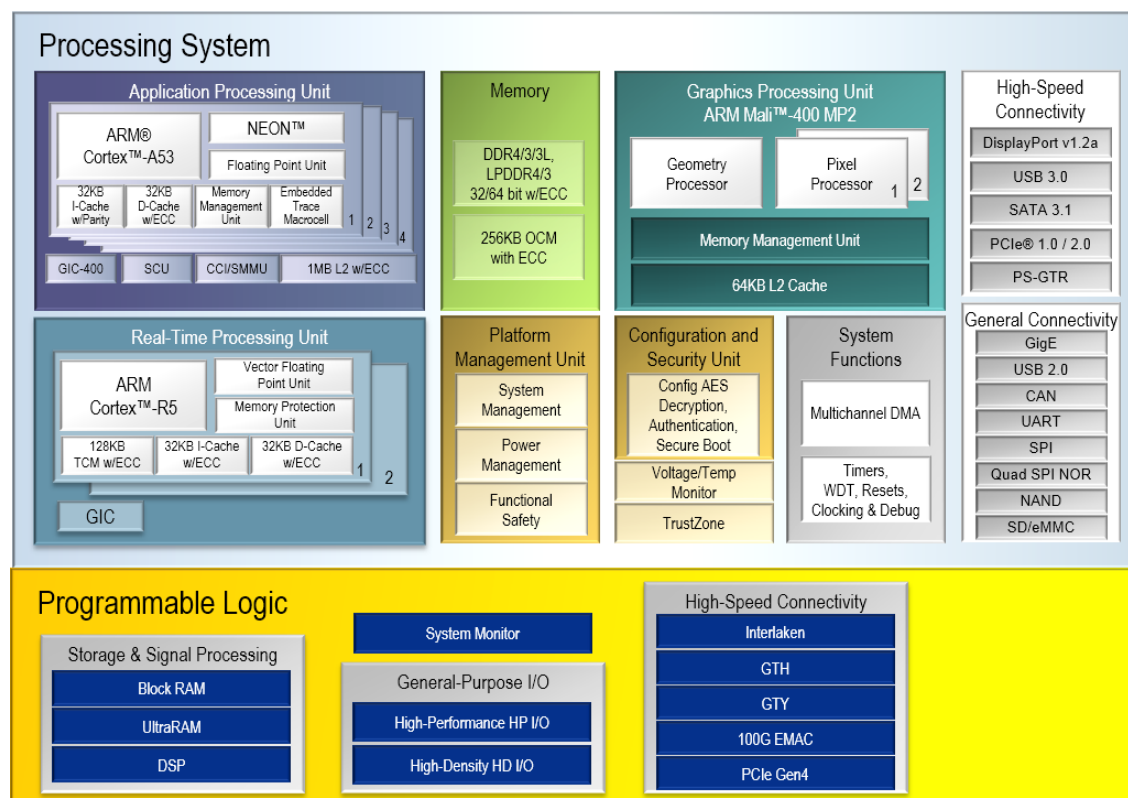 Processing System
Application Processing Unit
ARM®
Cortex™-A53
NEON™
Floating Point Unit
32KB
I-Cache
w/Parity
32KB
D-Cache
w/ECC
Memory
Management
Unit
Embedded
Trace
Macrocell
1
2
3
4
GIC-400
SCU
CCI/SMMU
1MB L2 w/ECC
Memory
DDR4/3/3L,
LPDDR4/3
32/64 bit w/ECC
256KB OCM
with ECC
Graphics Processing Unit
ARM Mali™-400 MP2
Geometry
Processor
Pixel
Processor
1
2
Memory Management Unit
64KB L2 Cache
High-Speed
Connectivity
DisplayPort v1.2a
USB 3.0
SATA 3.1
PCIe® 1.0 / 2.0
PS-GTR
Real-Time Processing Unit
ARM
Cortex™-R5
Vector Floating
Point Unit
Memory Protection
Unit
128KB
TCM w/ECC
32KB I-Cache
w/ECC
32KB D-Cache
w/ECC
1
2
GIC
Platform
Management Unit
System
Management
Power
Management
Functional
Safety
Configuration and
Security Unit
Config AES
Decryption,
Authentication,
Secure Boot
Voltage/Temp
Monitor
TrustZone
System
Functions
Multichannel DMA
Timers,
WDT, Resets,
Clocking & Debug
General Connectivity
GigE
USB 2.0
CAN
UART
SPI
Quad SPI NOR
NAND
SD/eMMC
Programmable Logic
Storage & Signal Processing
Block RAM
UltraRAM
DSP
System Monitor
General-Purpose I/O
High-Performance HP I/O
High-Density HD I/O
High-Speed Connectivity
Interlaken
GTH
GTY
100G EMAC
PCIe Gen4